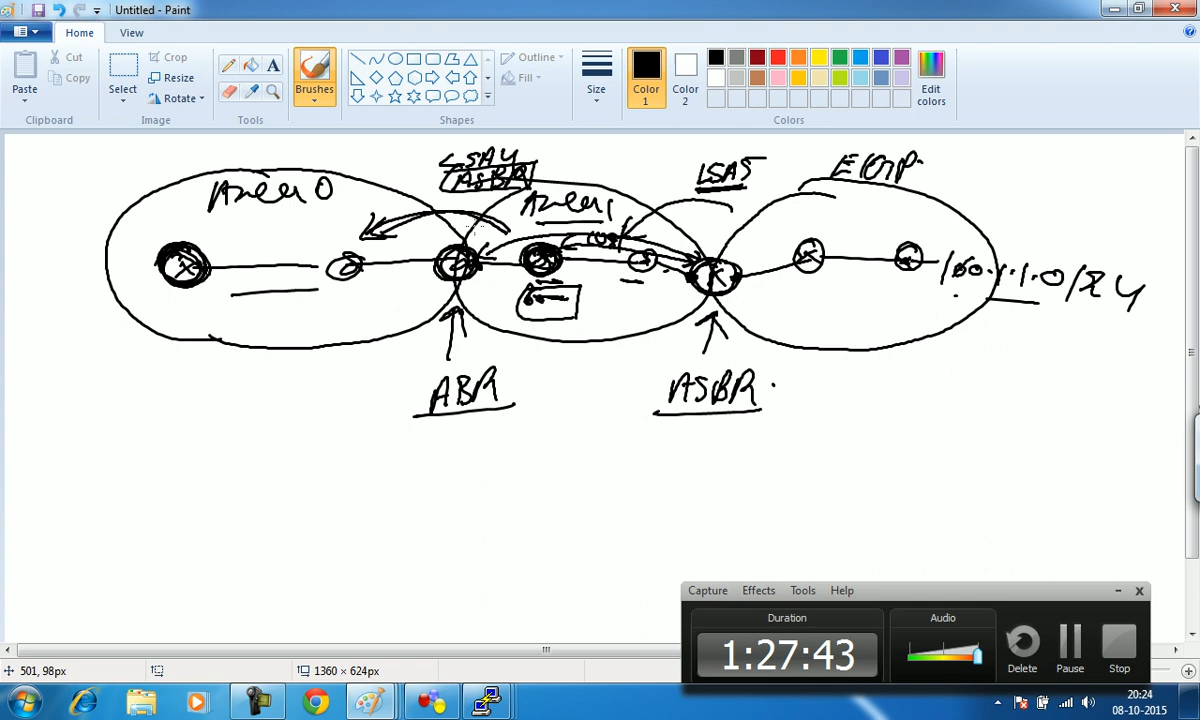 Untitled - Paint
Home
View
Paste
Cut
Copy
Clipboard
Select
Crop
Resize
Rotate
Image
A
Tools
Brushes
Outline
Fill
Shapes
Size
Color 1
Color 2
Edit colors
Colors
LSA4
ASBR
LSA5
Area 0
Area 1
160.1.1.0/24
ABR
ASBR
Capture Effects Tools Help
Duration
1:27:43
Audio
Delete
Pause
Stop
501, 98px
1360 × 624px
20:24
08-10-2015